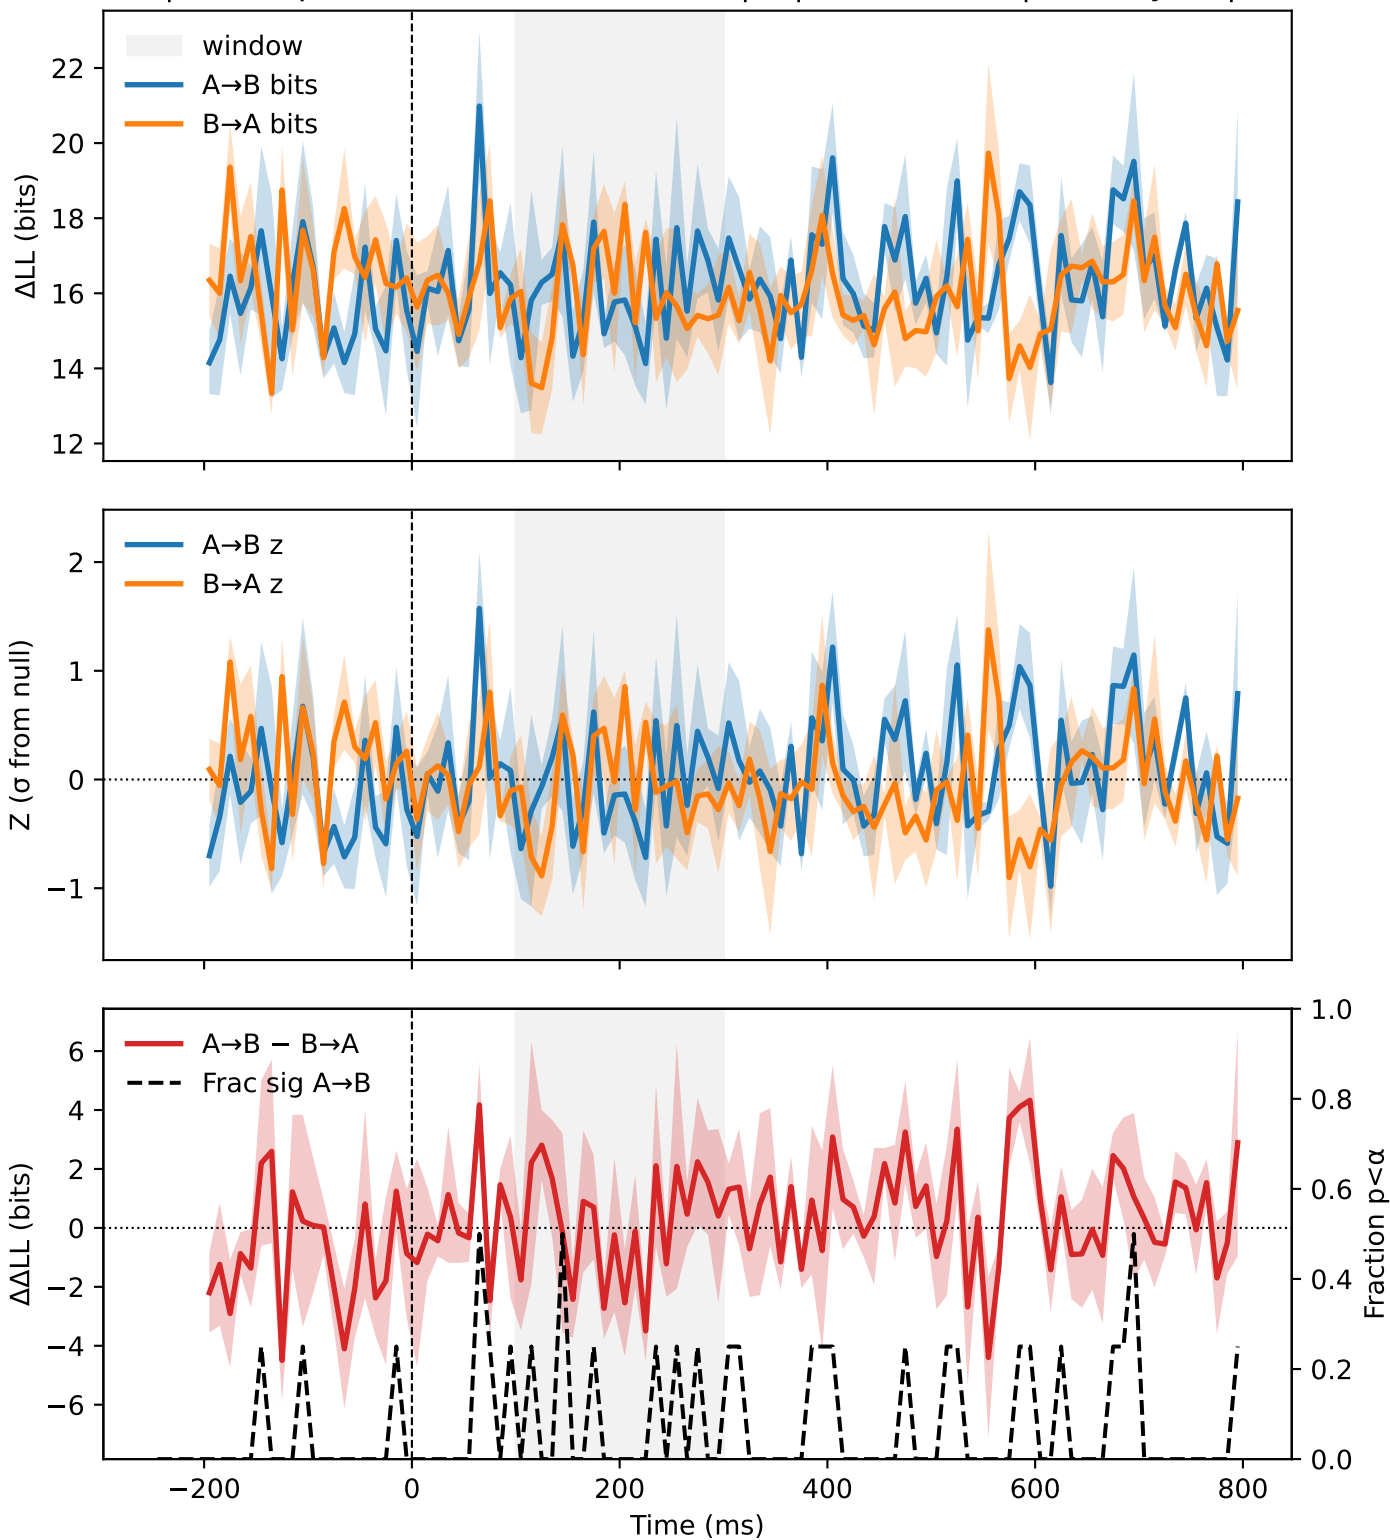 window
A→B bits
B→A bits
22
20
18
16
14
12
ΔLL (bits)
A→B z
B→A z
2
1
0
−1
Z (σ from null)
A→B − B→A
Frac sig A→B
6
4
2
0
−2
−4
−6
ΔΔLL (bits)
1.0
0.8
0.6
0.4
0.2
0.0
Fraction p<α
−200 0 200 400 600 800
Time (ms)